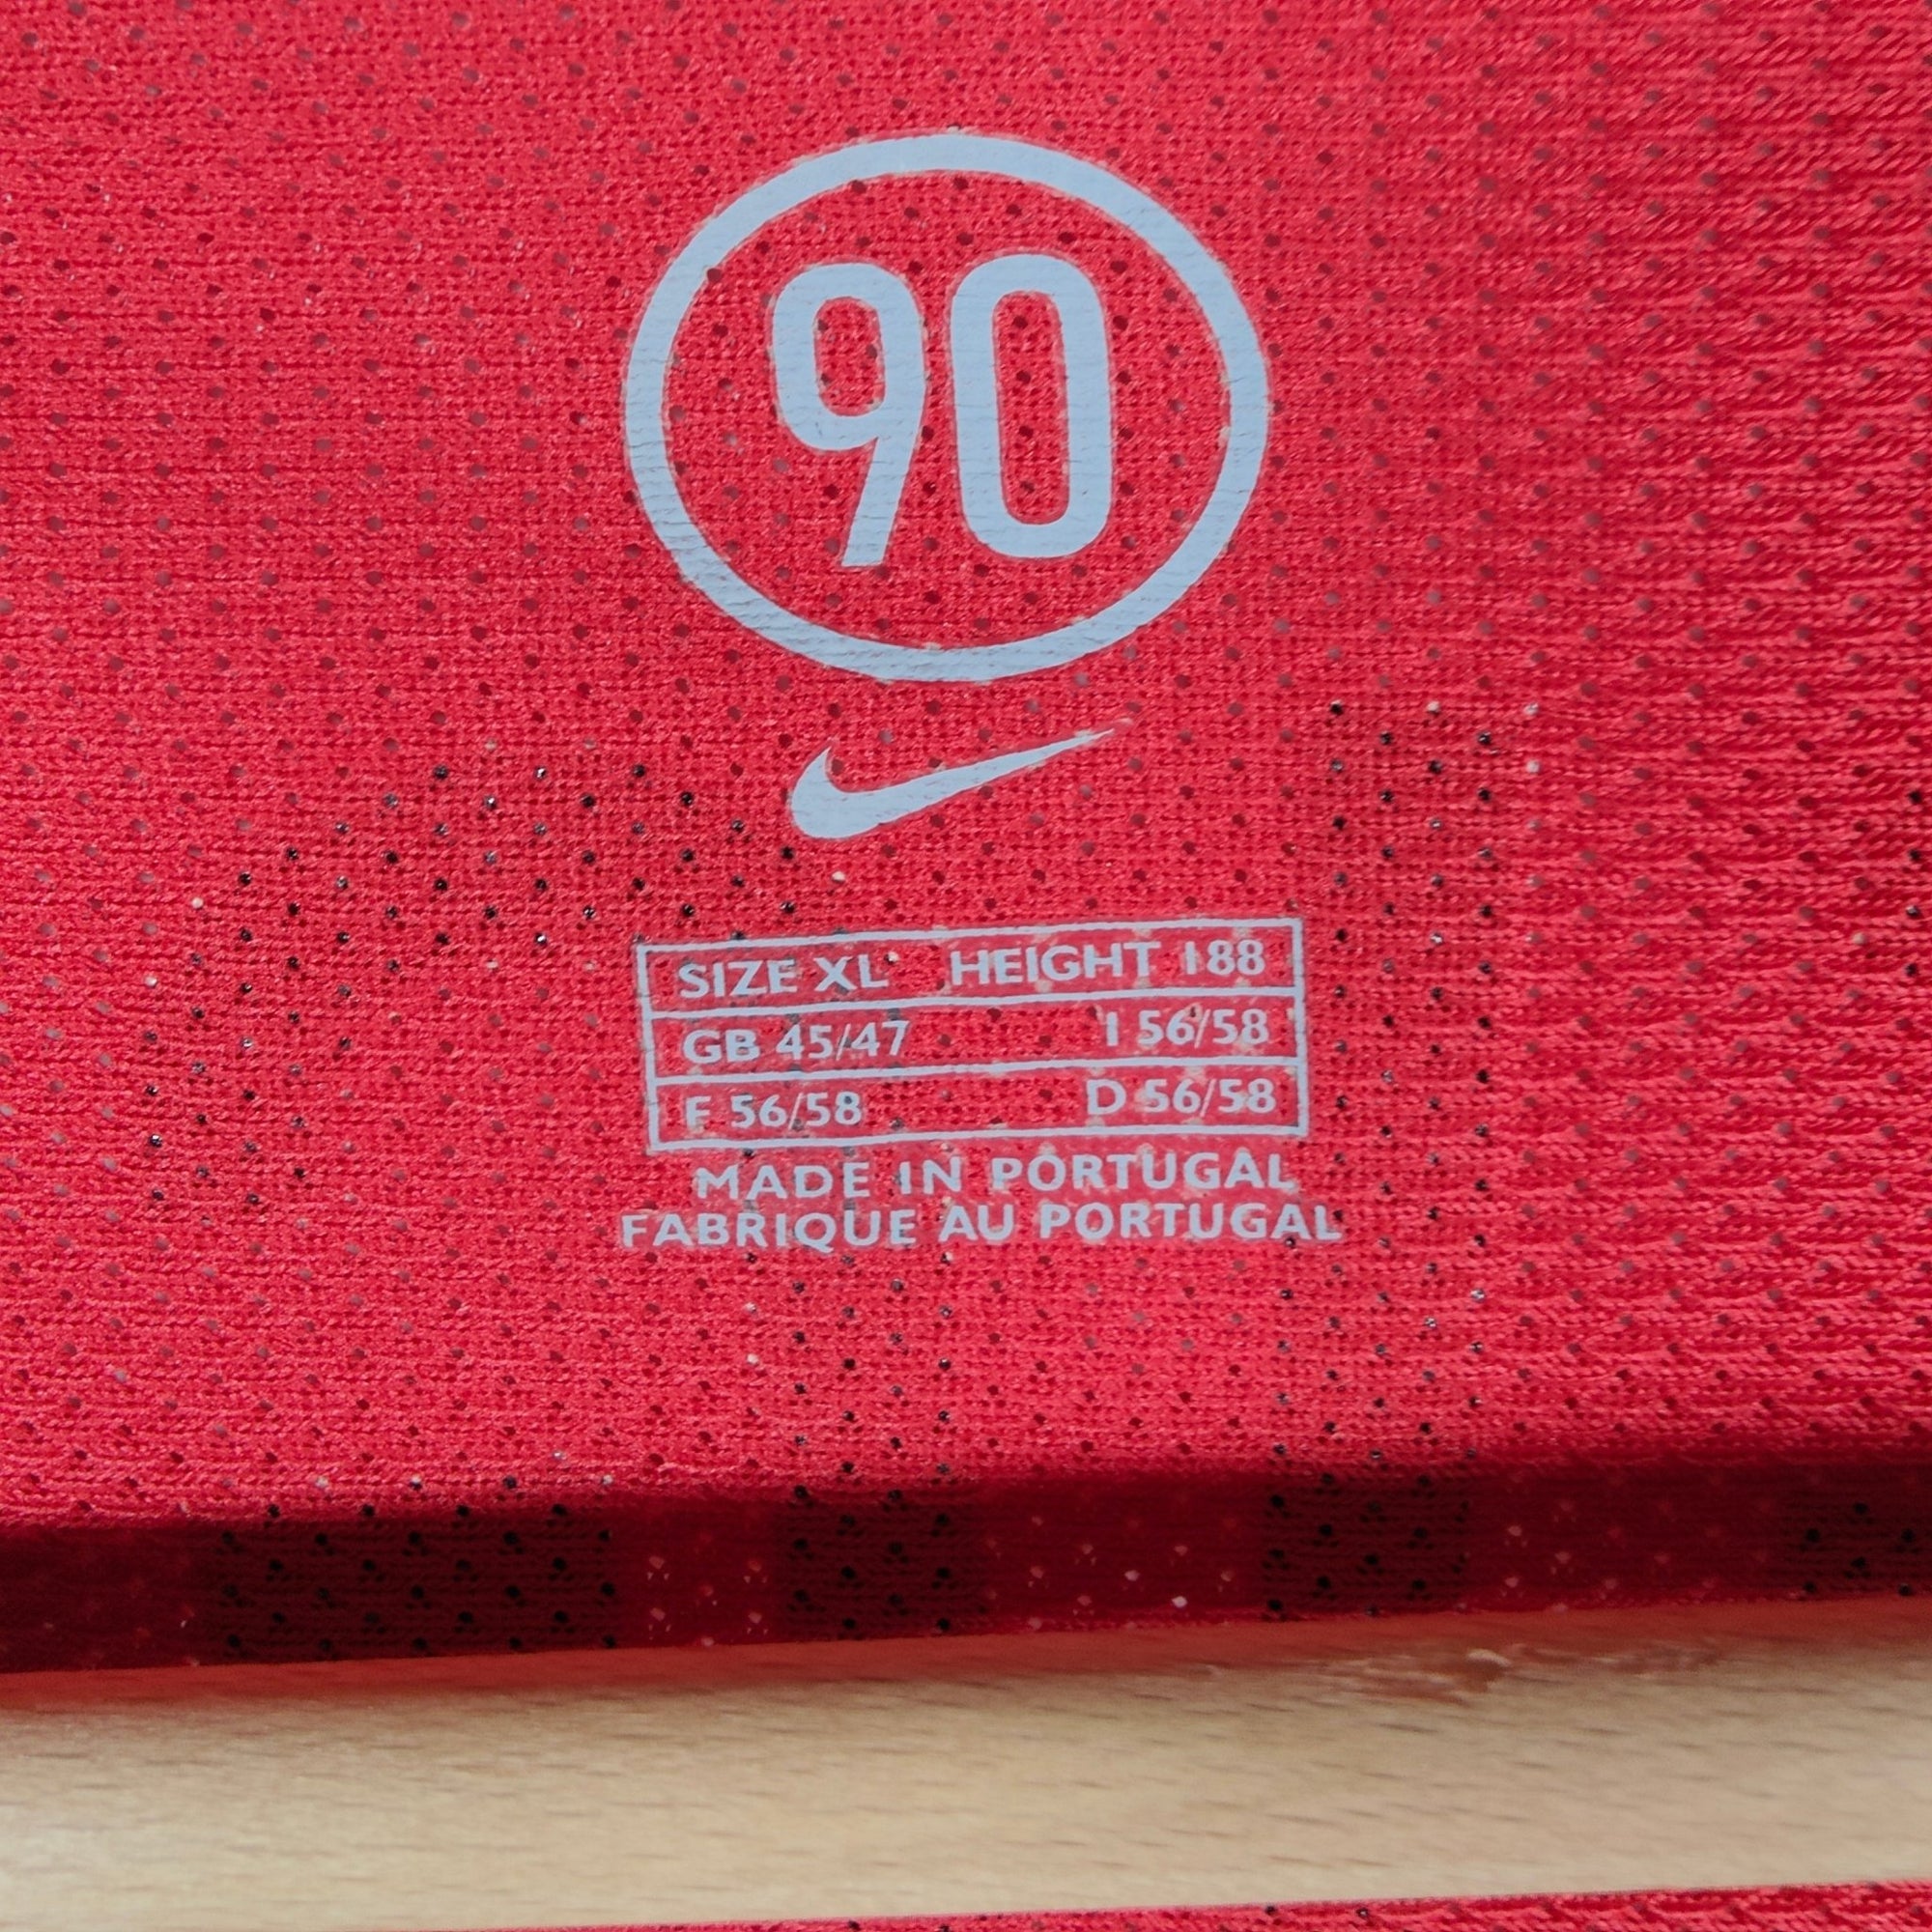 90
SIZE XL HEIGHT 188
GB 45/47 I 56/58
F 56/58 D 56/58
MADE IN PORTUGAL
FABRIQUE AU PORTUGAL